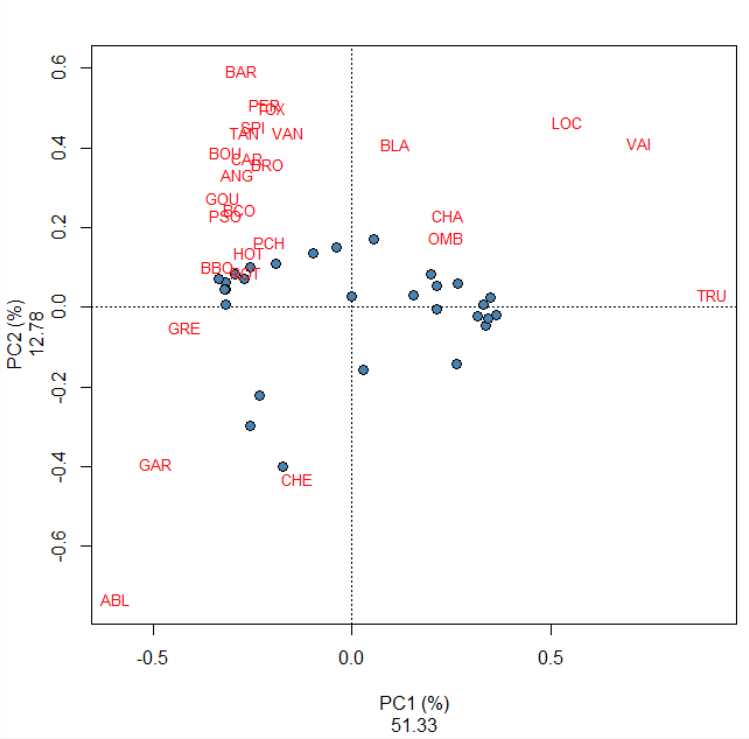 0.6
BAR
PER
TOX
LOC
SPI
TAN
VAN
0.4
BLA
VAI
BOU
CAR
BRO
ANG
GOU
BCO
PSO
CHA
0.2
PCH
OMB
HOT
BBO
TRU
0.0
GRE
PC2 (%)
12.78
-0.2
-0.4
GAR
CHE
-0.6
ABL
-0.5
0.0
0.5
PC1 (%)
51.33